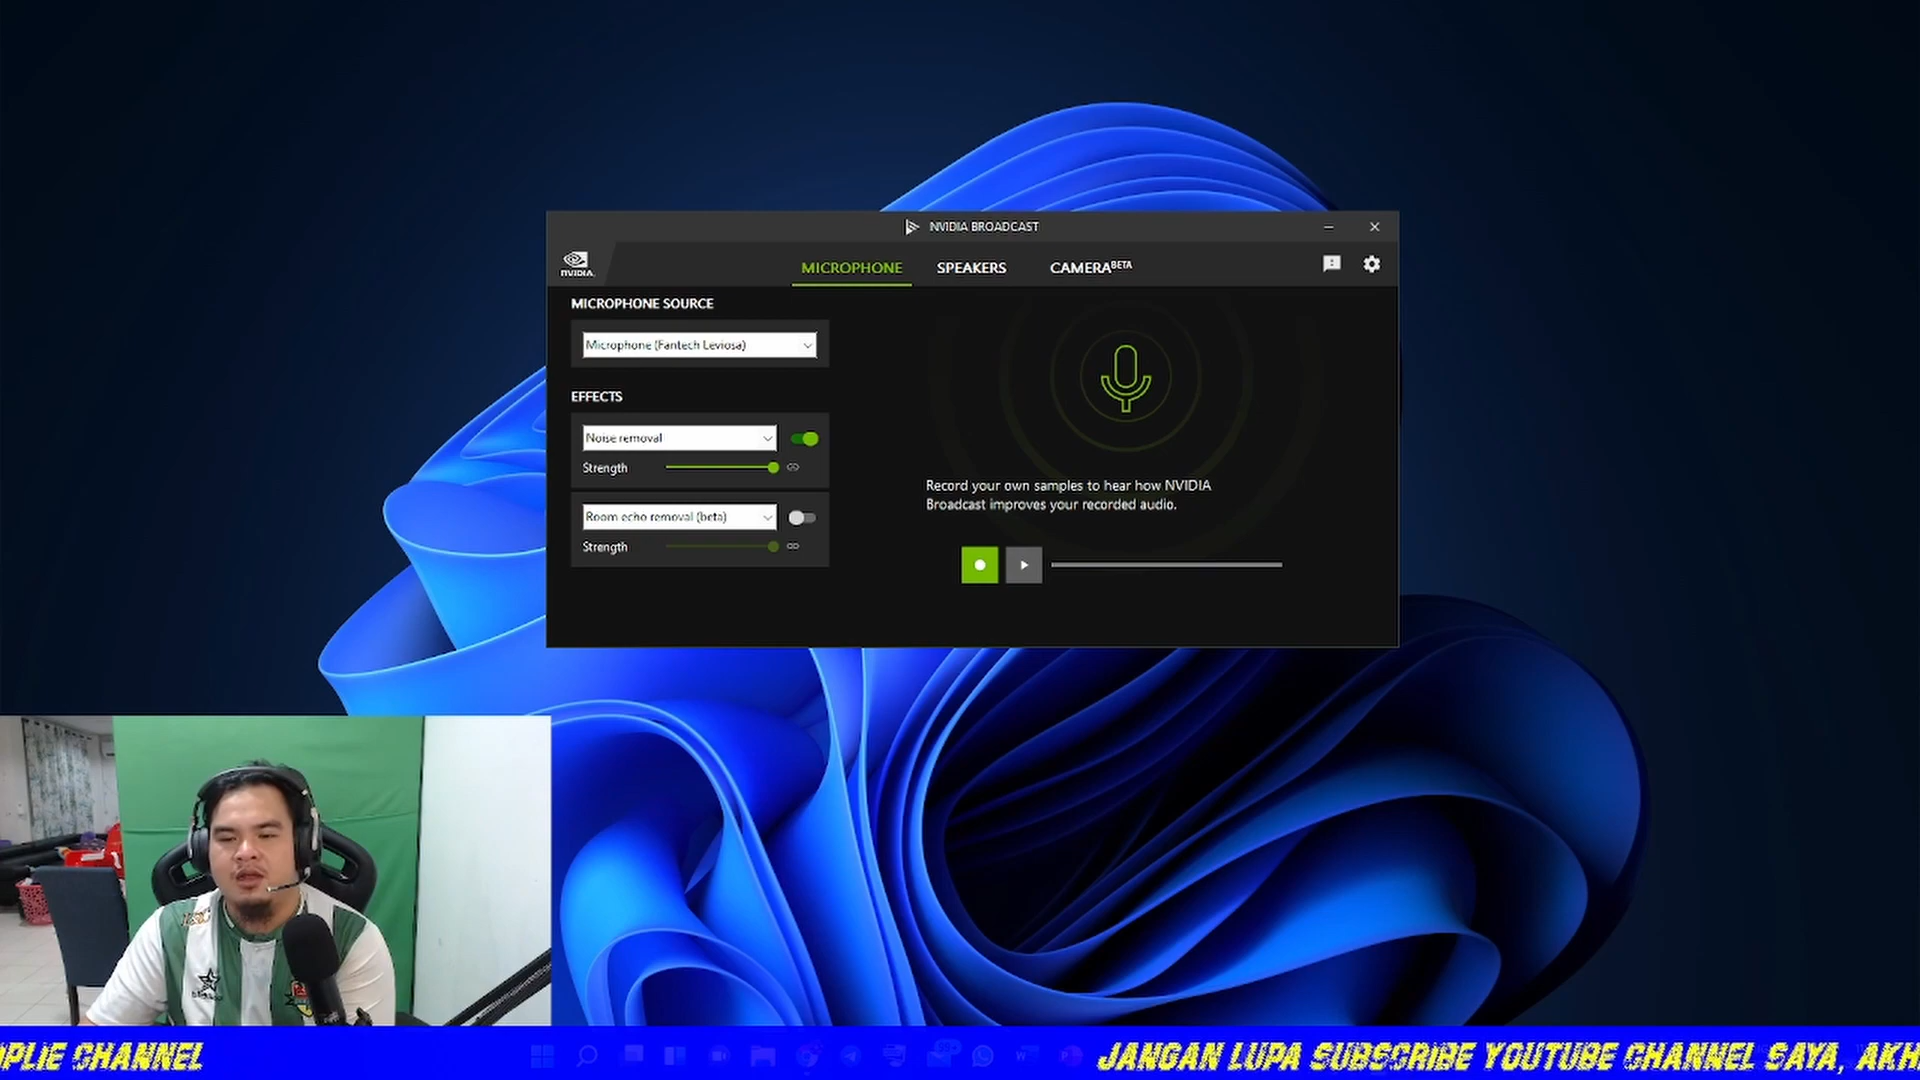 NVIDIA BROADCAST
NVIDIA
MICROPHONE
SPEAKERS
CAMERA BETA
MICROPHONE SOURCE
Microphone (Fantech Leviosa)
EFFECTS
Noise removal
Strength
Room echo removal (beta)
Strength
Record your own samples to hear how NVIDIA
Broadcast improves your recorded audio.
OPLIE CHANNEL
JANGAN LUPA SUBSCRIBE YOUTUBE CHANNEL SAYA, AKH